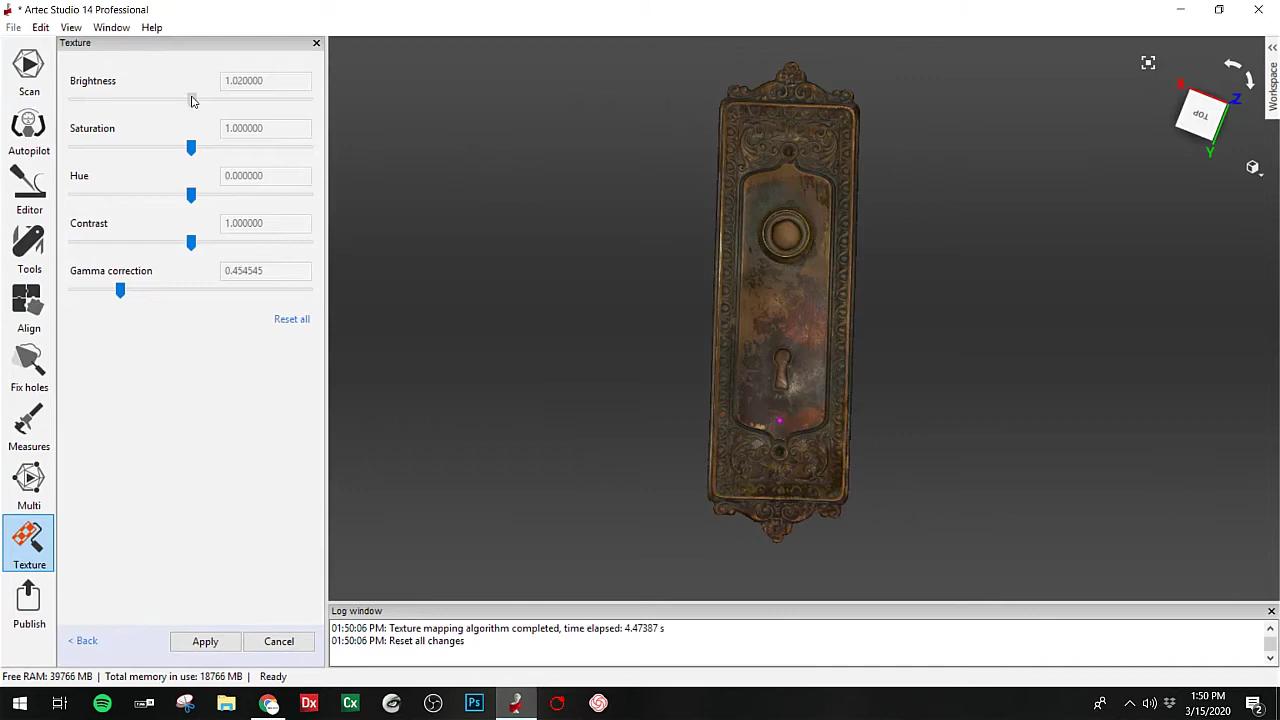 * Artec Studio 14 Professional
File Edit View Window Help
Texture
Scan
Autopilot
Editor
Tools
Align
Fix holes
Measures
Multi
Texture
Publish
Brightness 1.020000
Saturation 1.000000
Hue 0.000000
Contrast 1.000000
Gamma correction 0.454545
Reset all
< Back Apply Cancel
X
Z
TOP
Y
Workspace
Log window
01:50:06 PM: Texture mapping algorithm completed, time elapsed: 4.47387 s
01:50:06 PM: Reset all changes
Free RAM: 39766 MB Total memory in use: 18766 MB Ready
Dx
Cx
Ps
1:50 PM
3/15/2020
2